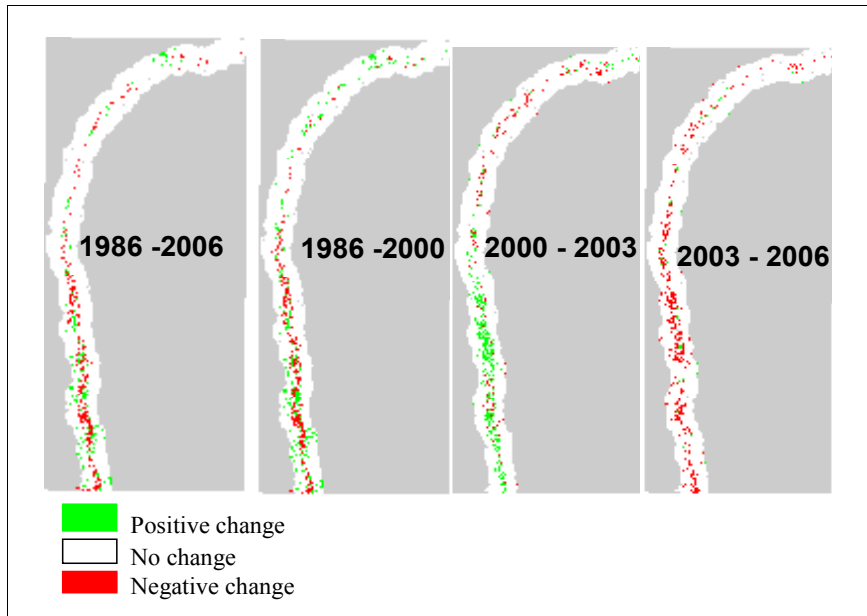 1986 -2006
1986 -2000
2000 - 2003
2003 - 2006
Positive change
No change
Negative change